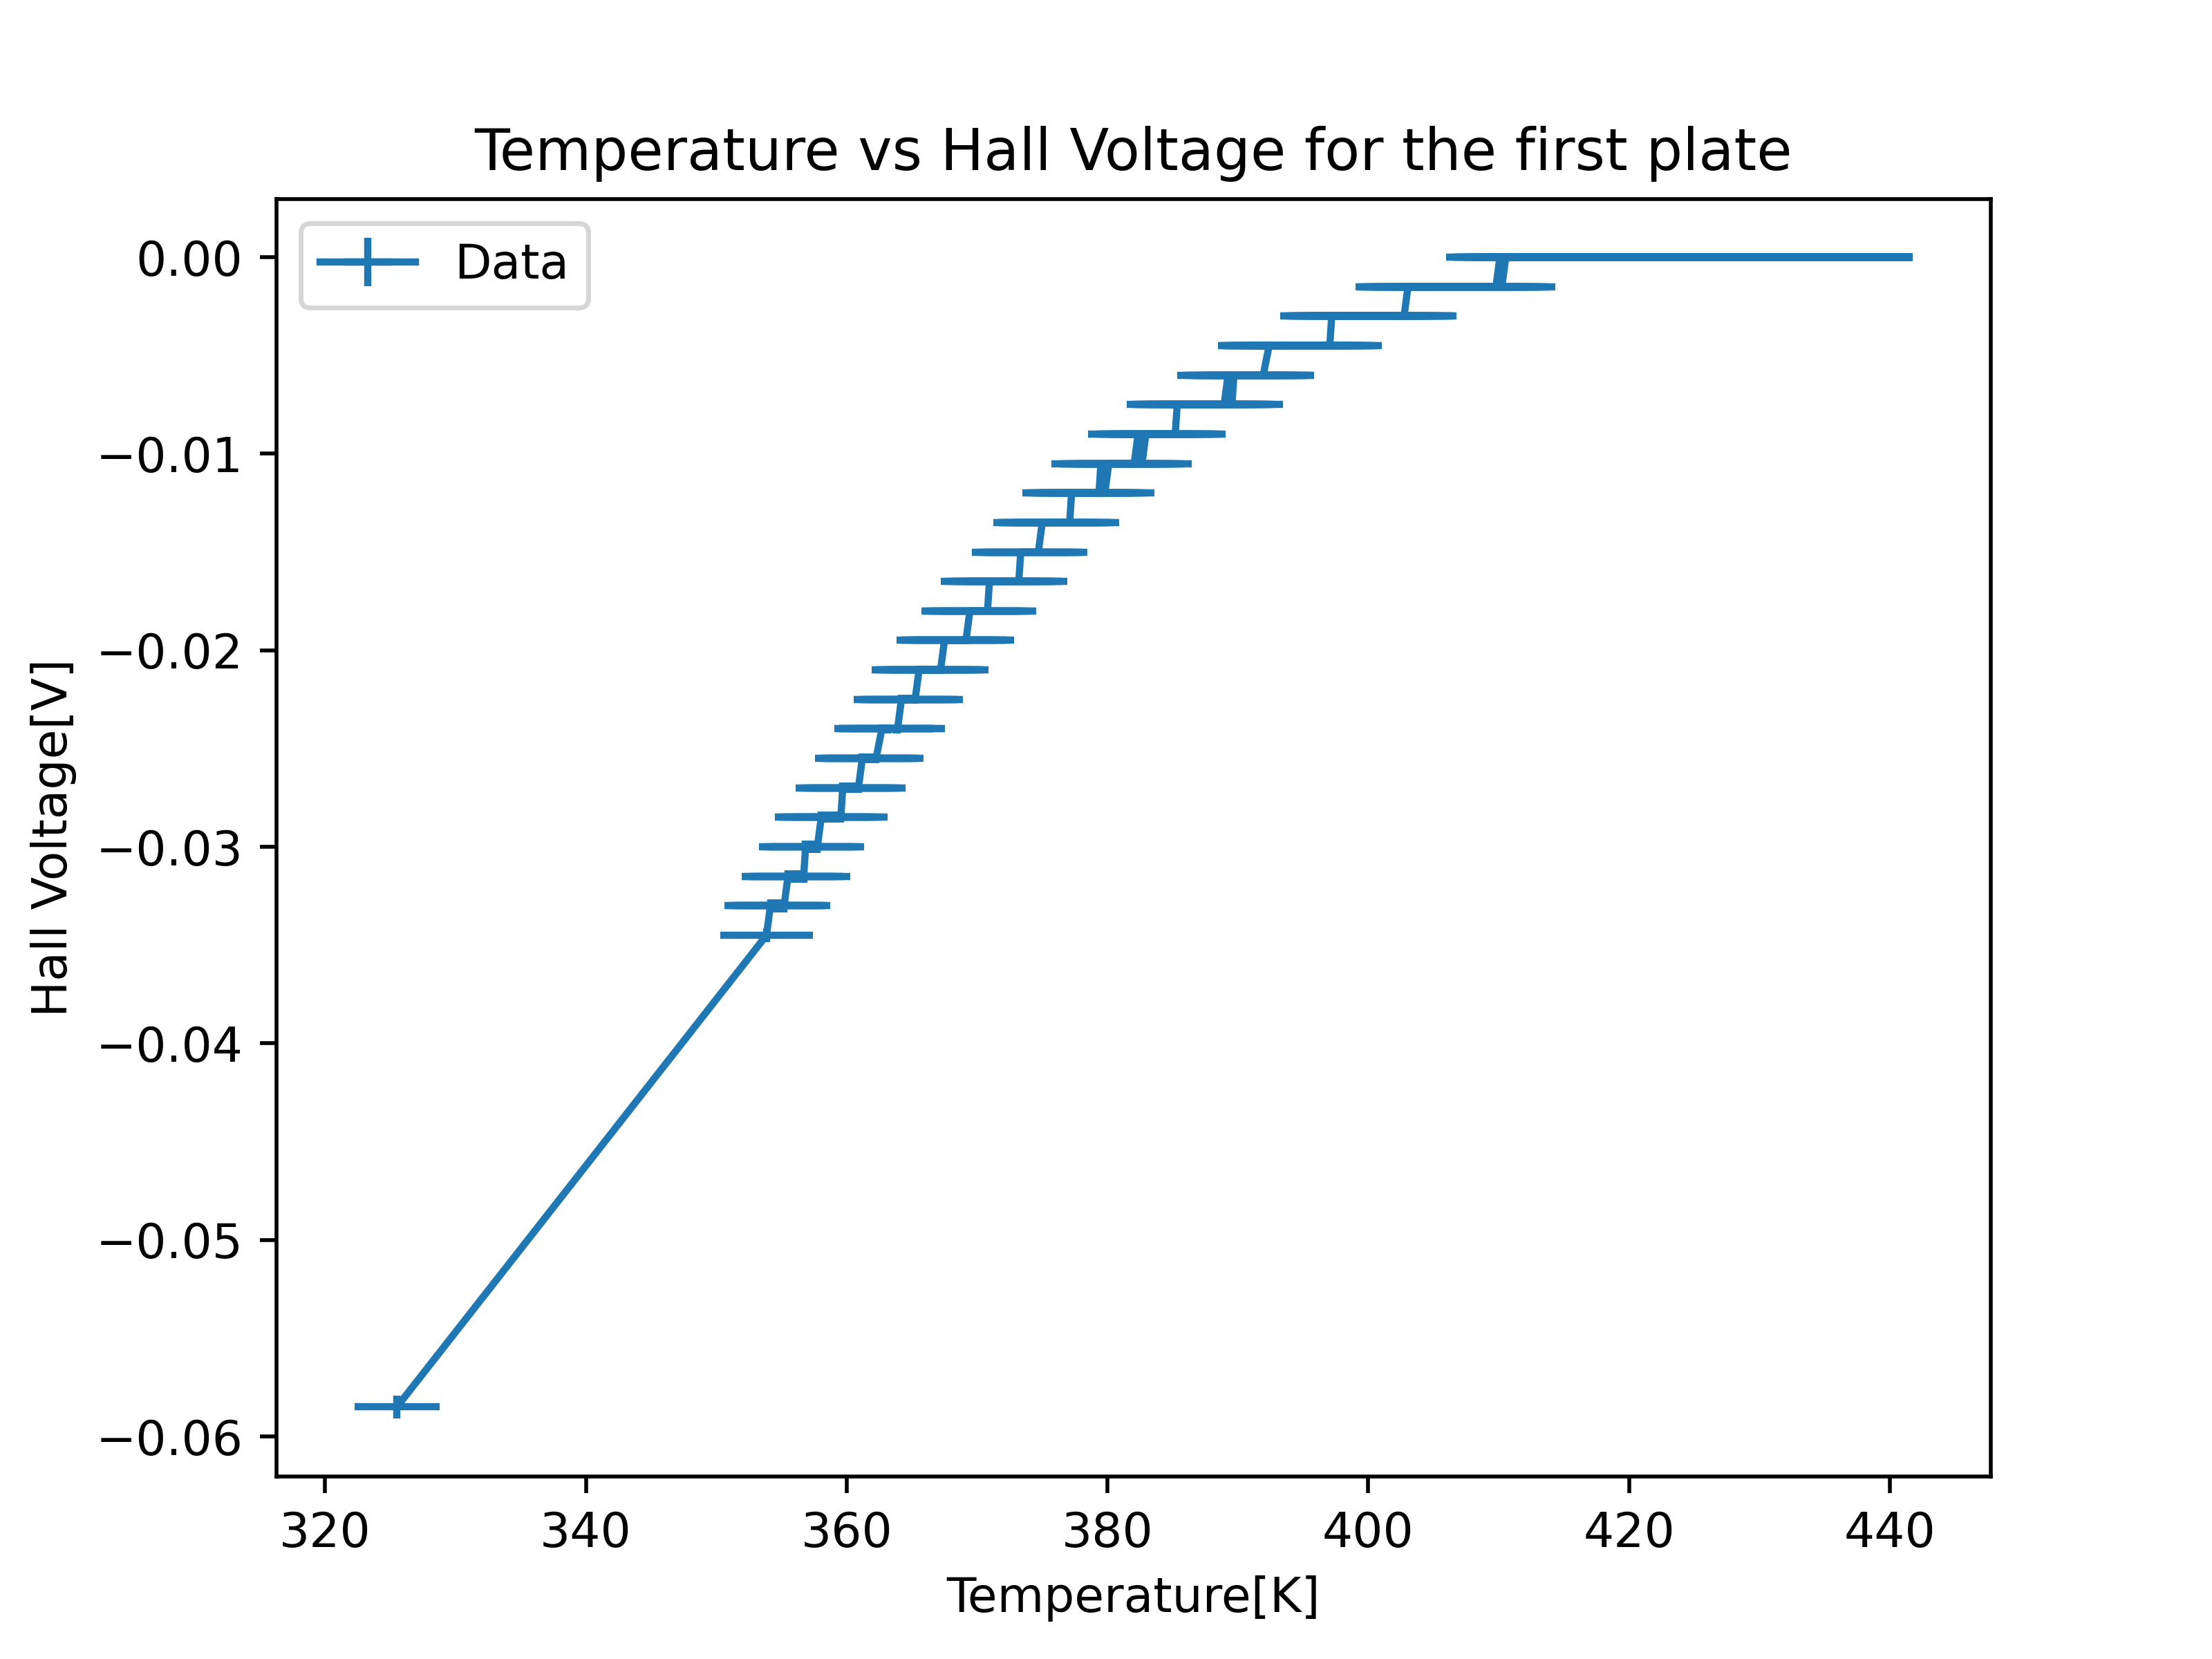 Temperature vs Hall Voltage for the first plate
Data
0.00
−0.01
−0.02
−0.03
−0.04
−0.05
−0.06
Hall Voltage[V]
320 340 360 380 400 420 440
Temperature[K]